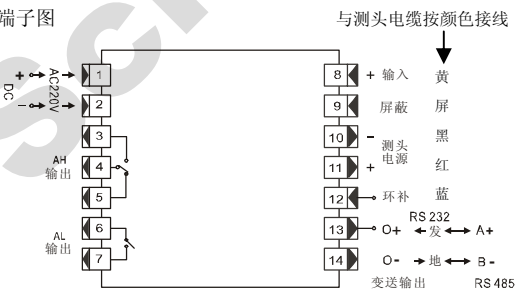 端子图
与测头电缆按颜色接线
+ AC220V 1
DC
- 2
3
AH
输出
4
5
AL
输出
6
7
8 + 输入 黄
9 屏蔽 屏
10 - 黑
测头
电源
11 + 红
12 环补 蓝
RS 232
13 O+ 发 A+
14 O- 地 B-
变送输出 RS 485